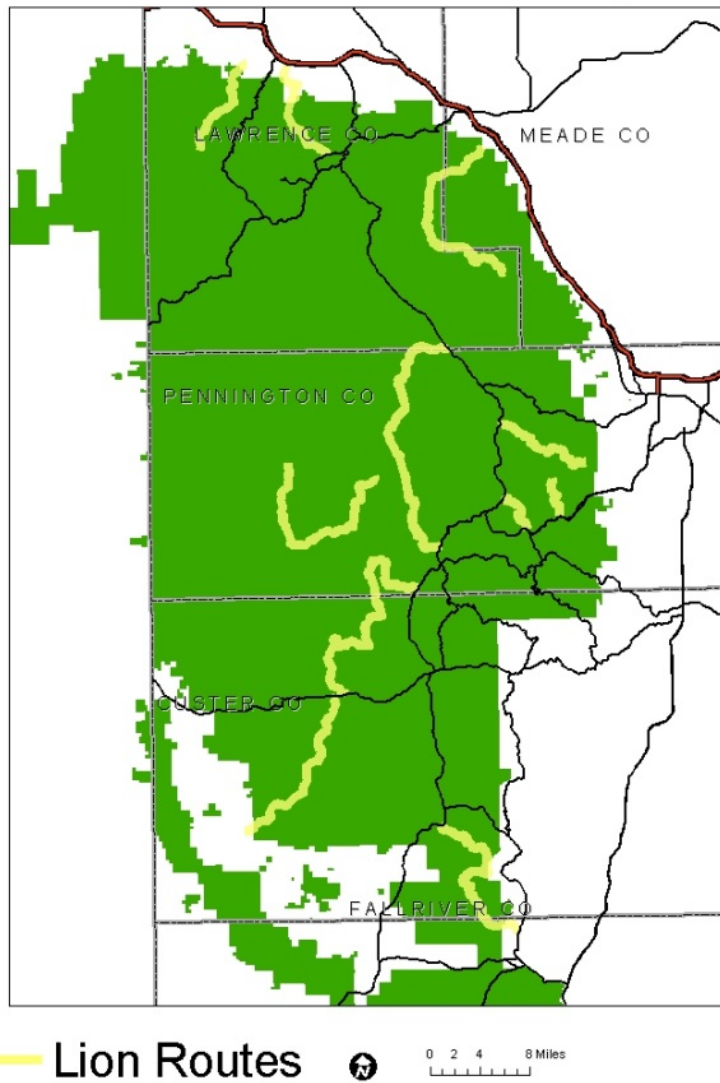 LAWRENCE CO
MEADE CO
PENNINGTON CO
CUSTER CO
FALLRIVER CO
Lion Routes
N
0 2 4 8 Miles